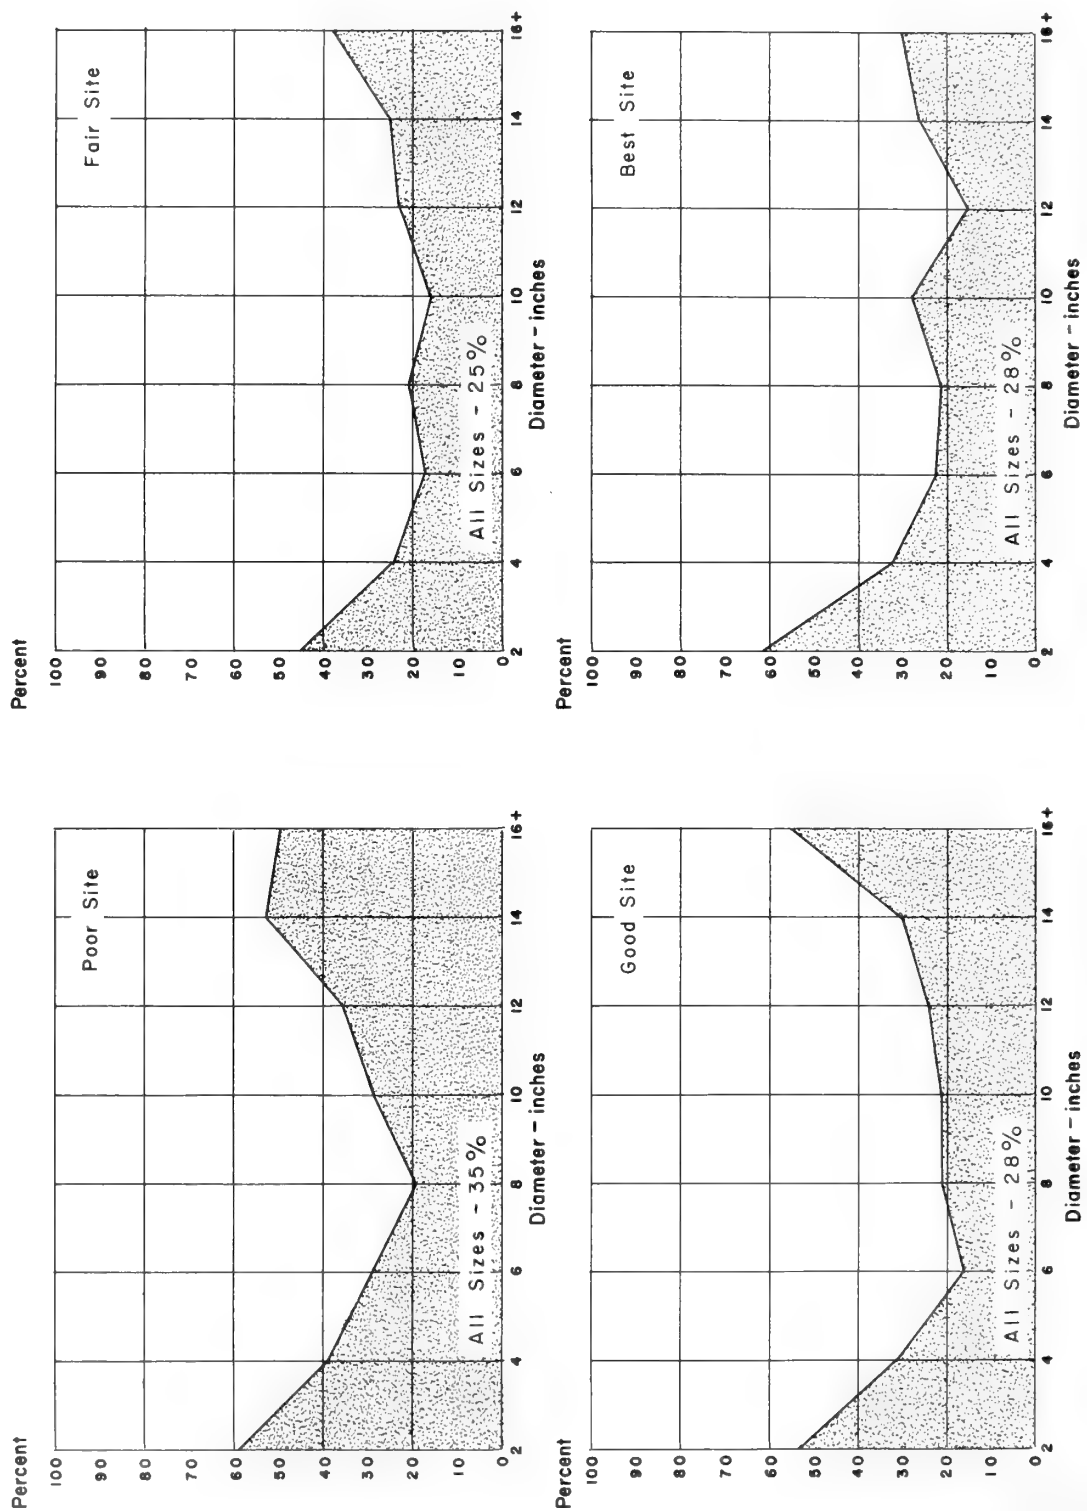 Percent
100
90
80
70
60
50
40
30
20
10
0
Poor Site
All Sizes - 35%
2 4 6 8 10 12 14 16+
Diameter - inches
Percent
100
90
80
70
60
50
40
30
20
10
0
Fair Site
All Sizes - 25%
2 4 6 8 10 12 14 16+
Diameter - inches
Percent
100
90
80
70
60
50
40
30
20
10
0
Good Site
All Sizes - 28%
2 4 6 8 10 12 14 16+
Diameter - inches
Percent
100
90
80
70
60
50
40
30
20
10
0
Best Site
All Sizes - 28%
2 4 6 8 10 12 14 16+
Diameter - inches